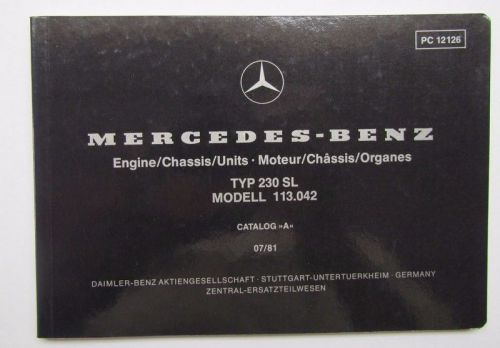 PC 12126
MERCEDES-BENZ
Engine/Chassis/Units · Moteur/Châssis/Organes
TYP 230 SL
MODELL 113.042
CATALOG »A«
07/81
DAIMLER-BENZ AKTIENGESELLSCHAFT · STUTTGART-UNTERTUERKHEIM · GERMANY
ZENTRAL-ERSATZTEILWESEN